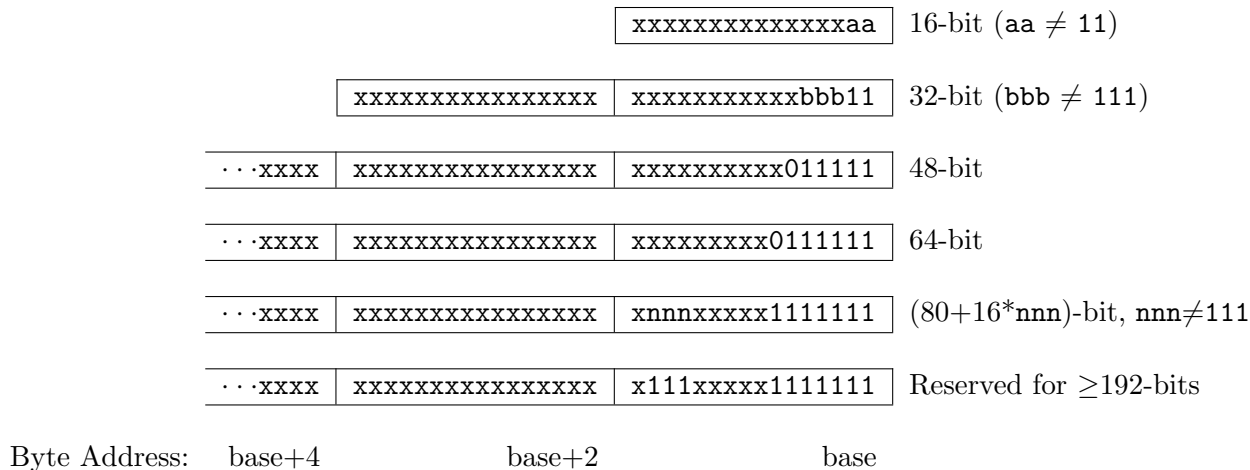 xxxxxxxxxxxxxxaa 16-bit (aa ≠ 11)
xxxxxxxxxxxxxxxx xxxxxxxxxxxbbb11 32-bit (bbb ≠ 111)
···xxxx xxxxxxxxxxxxxxxx xxxxxxxxxx011111 48-bit
···xxxx xxxxxxxxxxxxxxxx xxxxxxxxx0111111 64-bit
···xxxx xxxxxxxxxxxxxxxx xnnnxxxxx1111111 (80+16*nnn)-bit, nnn≠111
···xxxx xxxxxxxxxxxxxxxx x111xxxxx1111111 Reserved for ≥192-bits
Byte Address: base+4 base+2 base